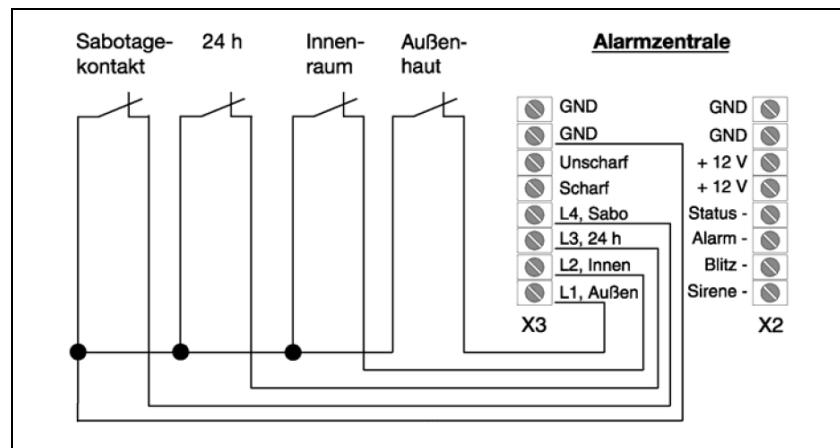 Sabotage-
kontakt
24 h
Innen-
raum
Außen-
haut
Alarmzentrale
GND
GND
Unscharf
Scharf
L4, Sabo
L3, 24 h
L2, Innen
L1, Außen
X3
GND
GND
+ 12 V
+ 12 V
Status -
Alarm -
Blitz -
Sirene -
X2